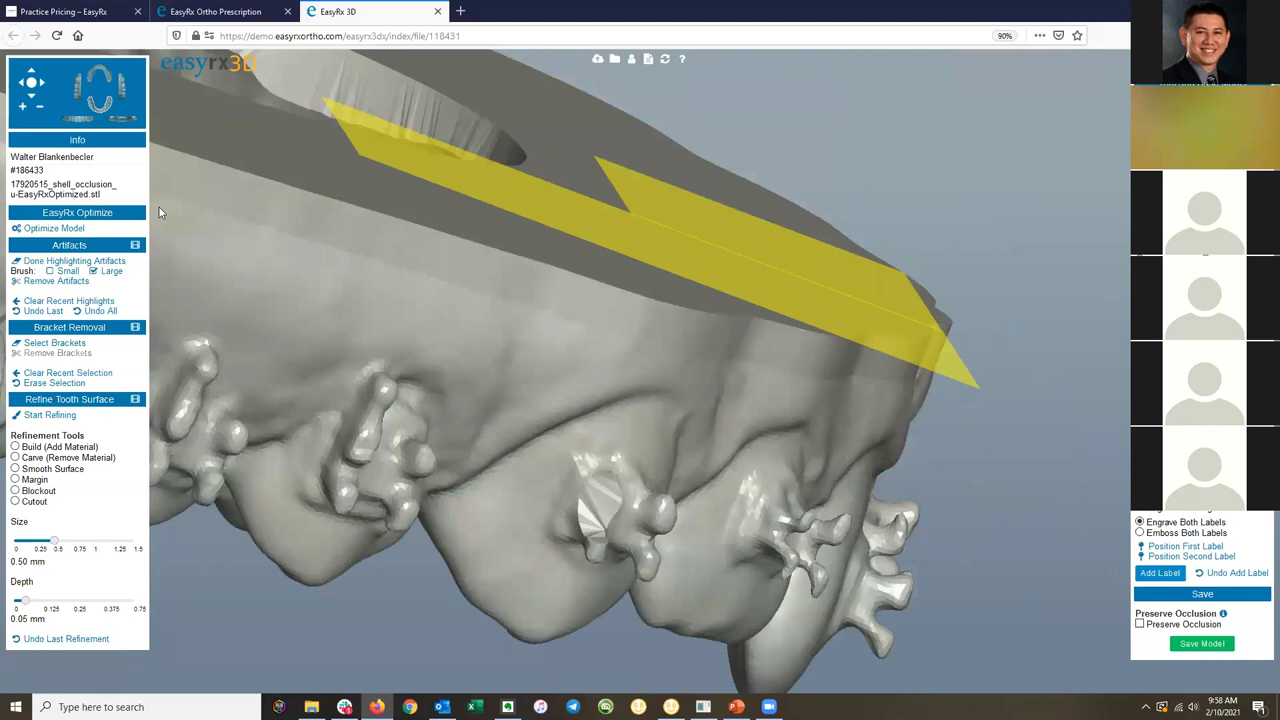 Practice Pricing – EasyRx
EasyRx Ortho Prescription
EasyRx 3D
https://demo.easyrxortho.com/easyrx3dx/index/file/118431
90%
easyrx3D
Info
Walter Blankenbecler
#186433
17920515_shell_occlusion_
u-EasyRxOptimized.stl
EasyRx Optimize
Optimize Model
Artifacts
Done Highlighting Artifacts
Brush: Small Large
Remove Artifacts
Clear Recent Highlights
Undo Last Undo All
Bracket Removal
Select Brackets
Remove Brackets
Clear Recent Selection
Erase Selection
Refine Tooth Surface
Start Refining
Refinement Tools
Build (Add Material)
Carve (Remove Material)
Smooth Surface
Margin
Blockout
Cutout
Size
0 0.25 0.5 0.75 1 1.25 1.5
0.50 mm
Depth
0 0.125 0.25 0.375 0.75
0.05 mm
Undo Last Refinement
Engrave Both Labels
Emboss Both Labels
Position First Label
Position Second Label
Add Label Undo Add Label
Save
Preserve Occlusion
Preserve Occlusion
Save Model
Type here to search
9:58 AM
2/10/2021